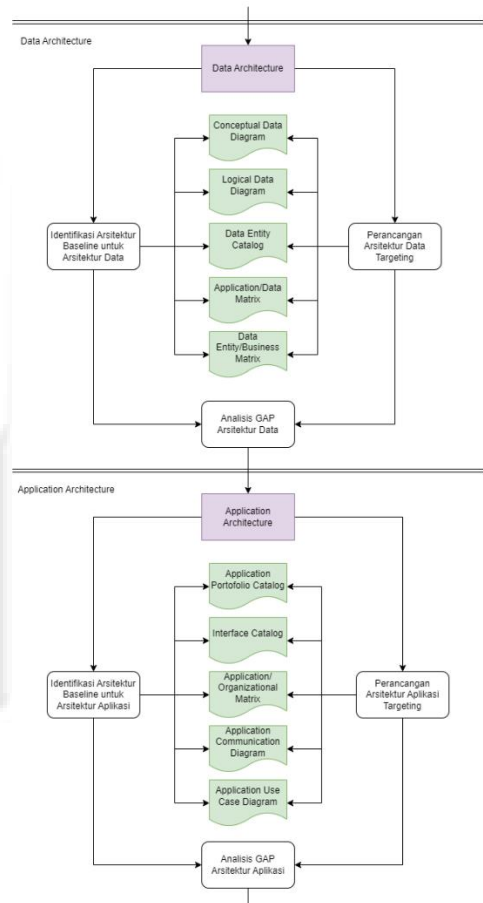 Data Architecture
Data Architecture
Conceptual Data
Diagram
Logical Data
Diagram
Identifikasi Arsitektur
Baseline untuk
Arsitektur Data
Data Entity
Catalog
Perancangan
Arsitektur Data
Targeting
Application/Data
Matrix
Data
Entity/Business
Matrix
Analisis GAP
Arsitektur Data
Application Architecture
Application
Architecture
Application
Portofolio Catalog
Interface Catalog
Identifikasi Arsitektur
Baseline untuk
Arsitektur Aplikasi
Application/
Organizational
Matrix
Perancangan
Arsitektur Aplikasi
Targeting
Application
Communication
Diagram
Application Use
Case Diagram
Analisis GAP
Arsitektur Aplikasi